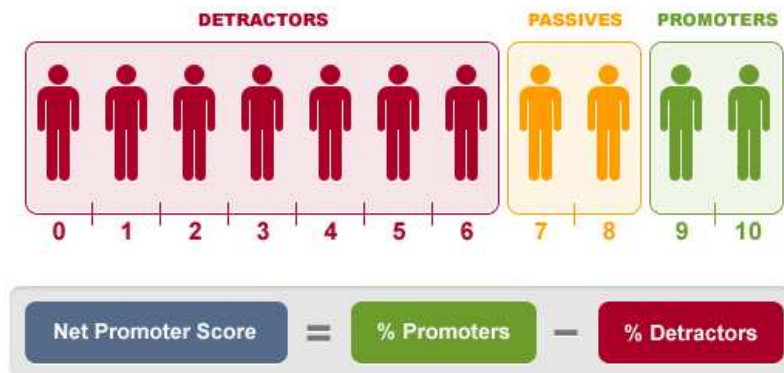 DETRACTORS PASSIVES PROMOTERS
0 1 2 3 4 5 6 7 8 9 10
Net Promoter Score = % Promoters − % Detractors